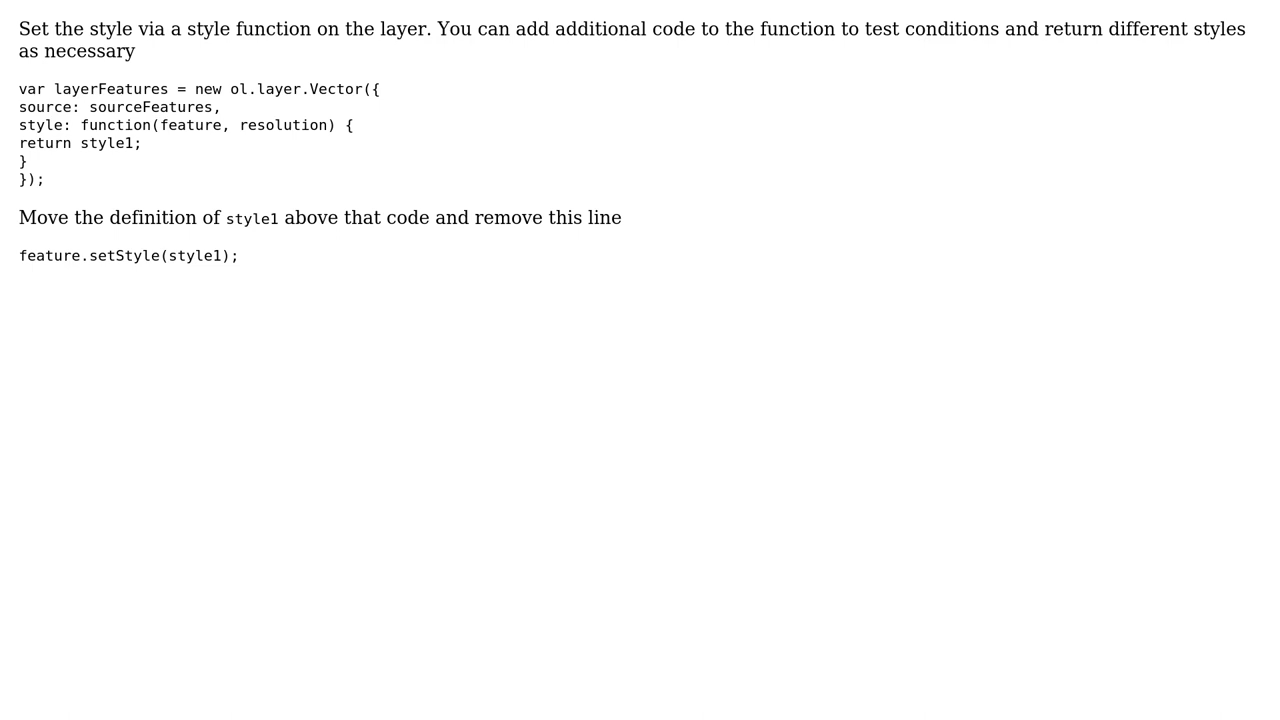 Set the style via a style function on the layer. You can add additional code to the function to test conditions and return different styles
as necessary
var layerFeatures = new ol.layer.Vector({
source: sourceFeatures,
style: function(feature, resolution) {
return style1;
}
});
Move the definition of style1 above that code and remove this line
feature.setStyle(style1);